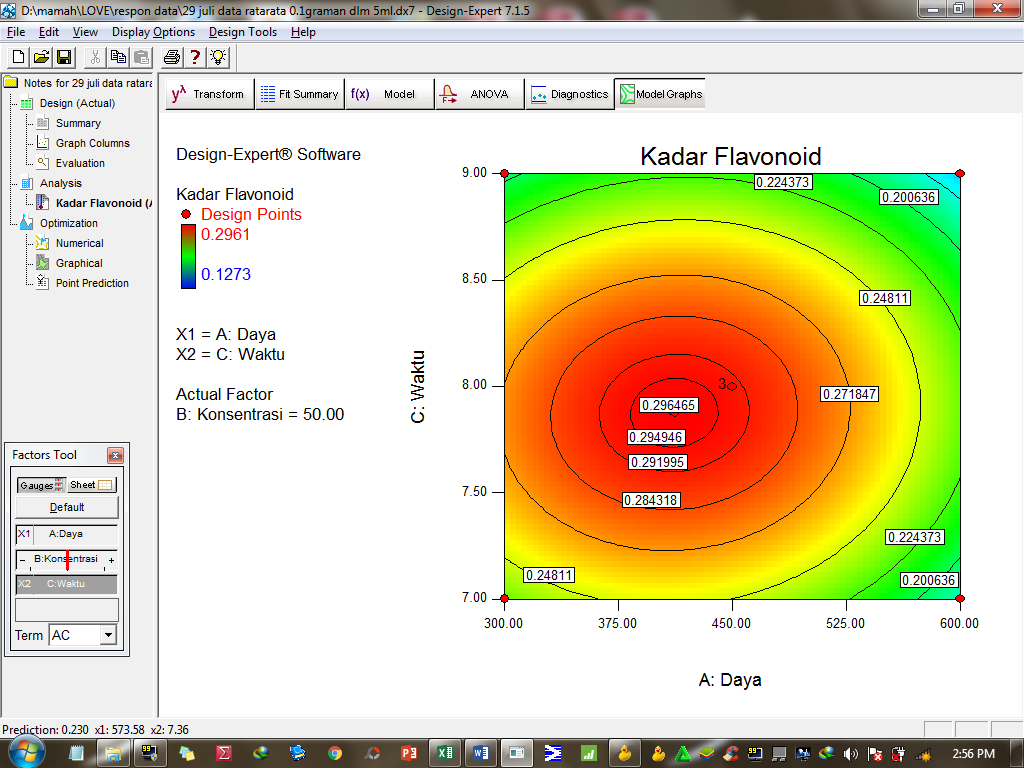 D:\mamah\LOVE\respon data\29 juli data ratarata 0.1graman dlm 5ml.dx7 - Design-Expert 7.1.5
File Edit View Display Options Design Tools Help
Notes for 29 juli data ratara
Design (Actual)
Summary
Graph Columns
Evaluation
Analysis
Kadar Flavonoid (A
Optimization
Numerical
Graphical
Point Prediction
yλ Transform Fit Summary f(x) Model ANOVA Diagnostics Model Graphs
Design-Expert® Software
Kadar Flavonoid
Design Points
0.2961
0.1273
X1 = A: Daya
X2 = C: Waktu
Actual Factor
B: Konsentrasi = 50.00
Kadar Flavonoid
9.00
8.50
8.00
7.50
7.00
300.00 375.00 450.00 525.00 600.00
A: Daya
C: Waktu
0.224373
0.200636
0.24811
3
0.271847
0.296465
0.294946
0.291995
0.284318
0.224373
0.24811
0.200636
Factors Tool
Gauges Sheet
Default
X1 A:Daya
− B:Konsentrasi +
X2 C:Waktu
Term AC
Prediction: 0.230 x1: 573.58 x2: 7.36
2:56 PM